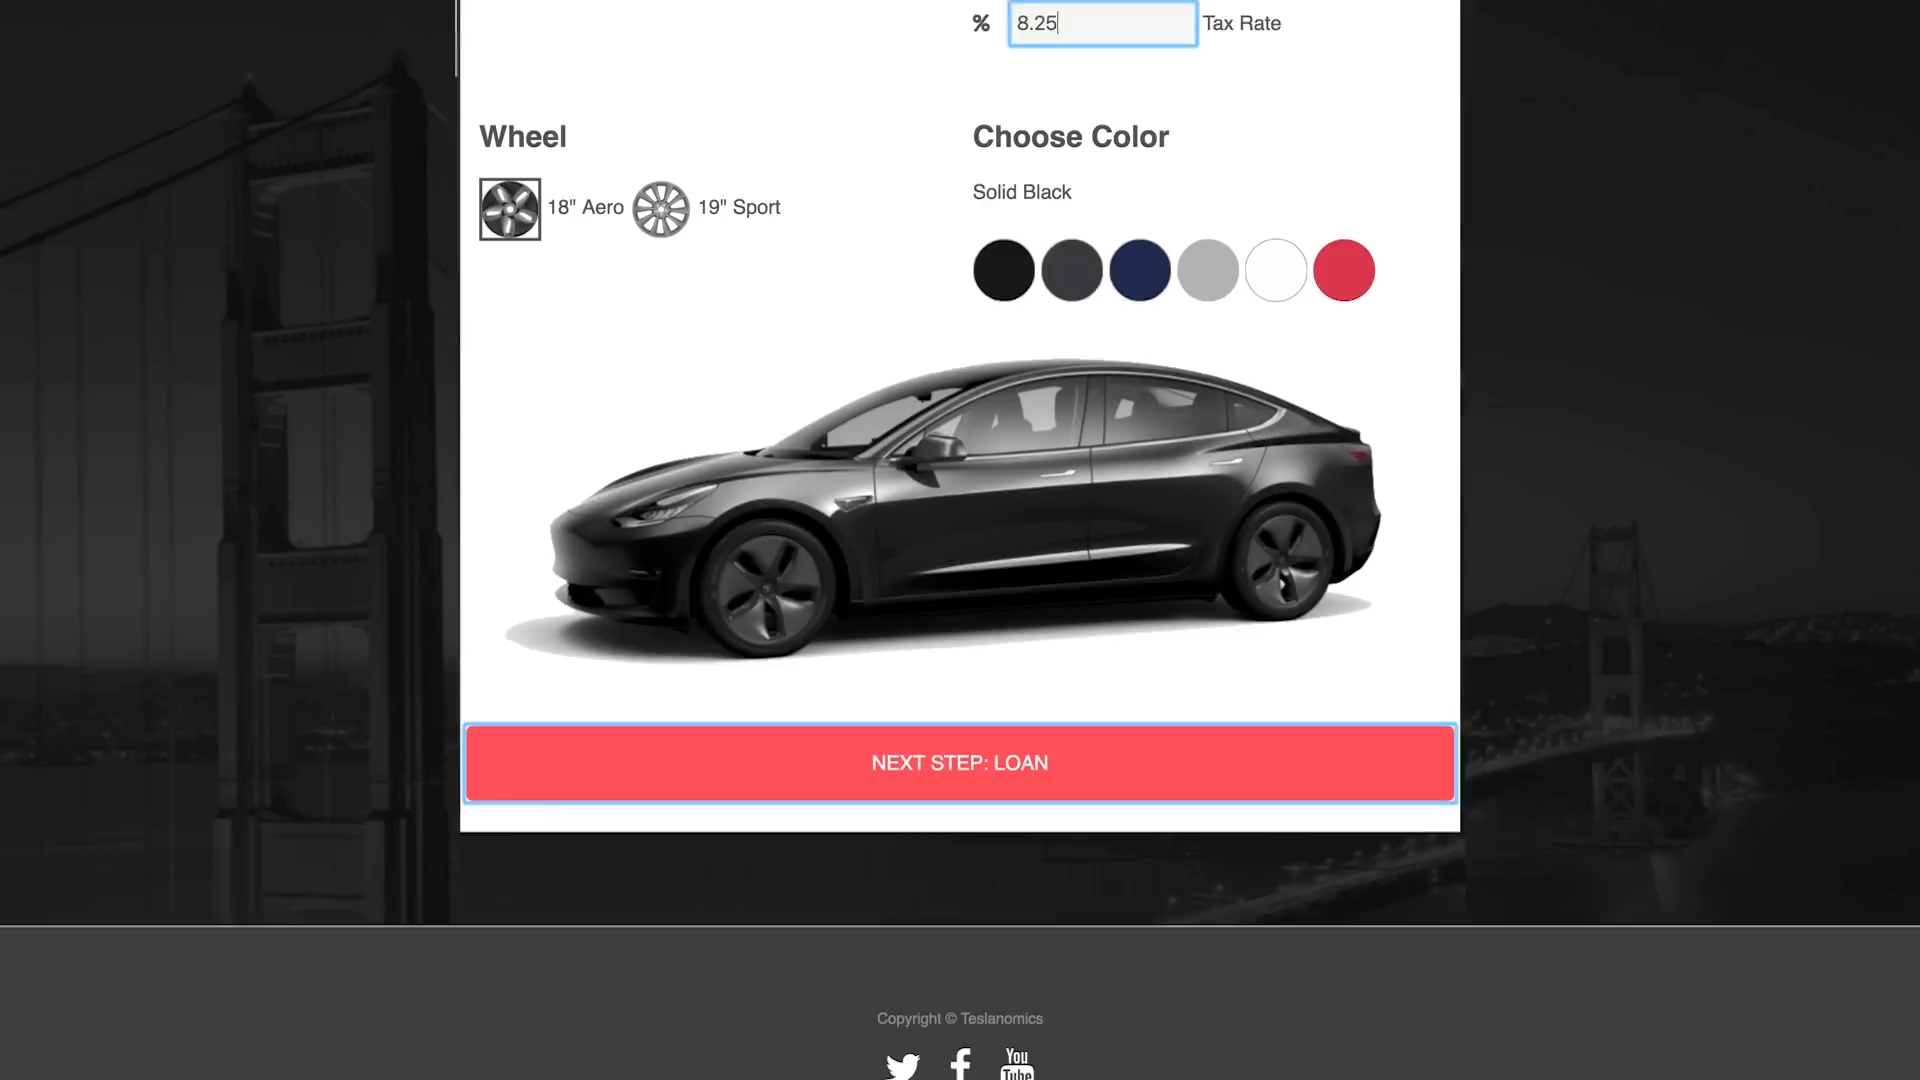 % 8.25 Tax Rate
Wheel
Choose Color
18" Aero 19" Sport
Solid Black
NEXT STEP: LOAN
Copyright © Teslanomics
You
Tube